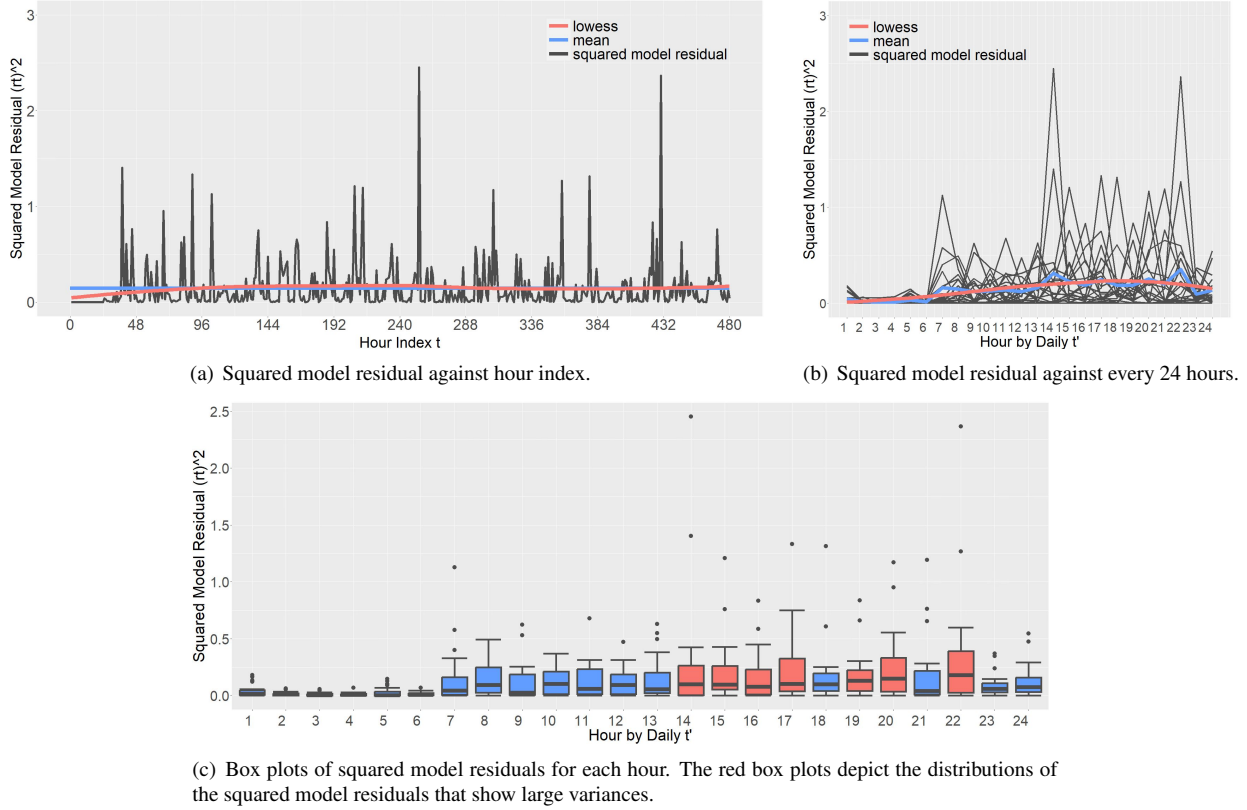 3
2
1
0
Squared Model Residual (rt)^2
lowess
mean
squared model residual
0 48 96 144 192 240 288 336 384 432 480
Hour Index t
(a) Squared model residual against hour index.
3
2
1
0
Squared Model Residual (rt)^2
lowess
mean
squared model residual
1 2 3 4 5 6 7 8 9 10 11 12 13 14 15 16 17 18 19 20 21 22 23 24
Hour by Daily t'
(b) Squared model residual against every 24 hours.
2.5
2.0
1.5
1.0
0.5
0.0
Squared Model Residual (rt)^2
1 2 3 4 5 6 7 8 9 10 11 12 13 14 15 16 17 18 19 20 21 22 23 24
Hour by Daily t'
(c) Box plots of squared model residuals for each hour. The red box plots depict the distributions of
the squared model residuals that show large variances.